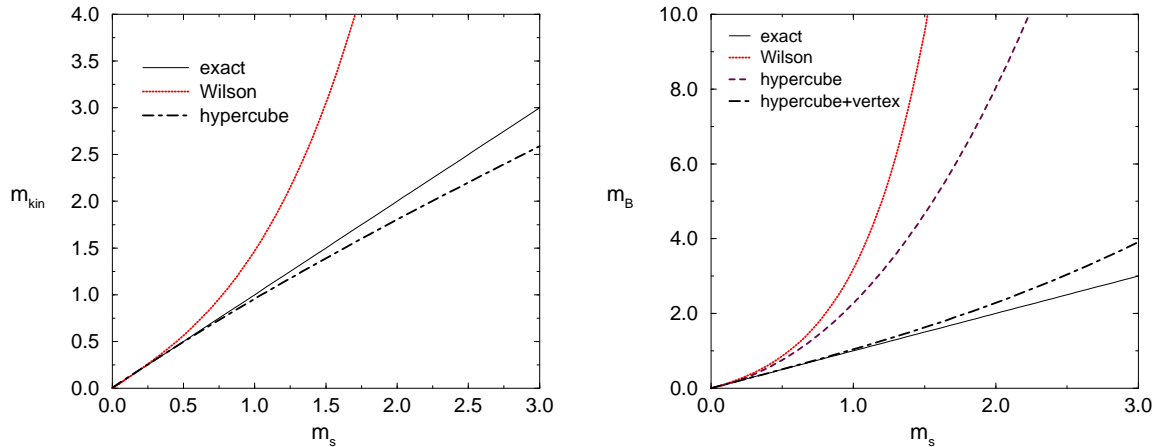 4.0
3.5
3.0
2.5
2.0
1.5
1.0
0.5
0.0
m_kin
exact
Wilson
hypercube
0.0 0.5 1.0 1.5 2.0 2.5 3.0
m_s
10.0
8.0
6.0
4.0
2.0
0.0
m_B
exact
Wilson
hypercube
hypercube+vertex
0.0 1.0 2.0 3.0
m_s